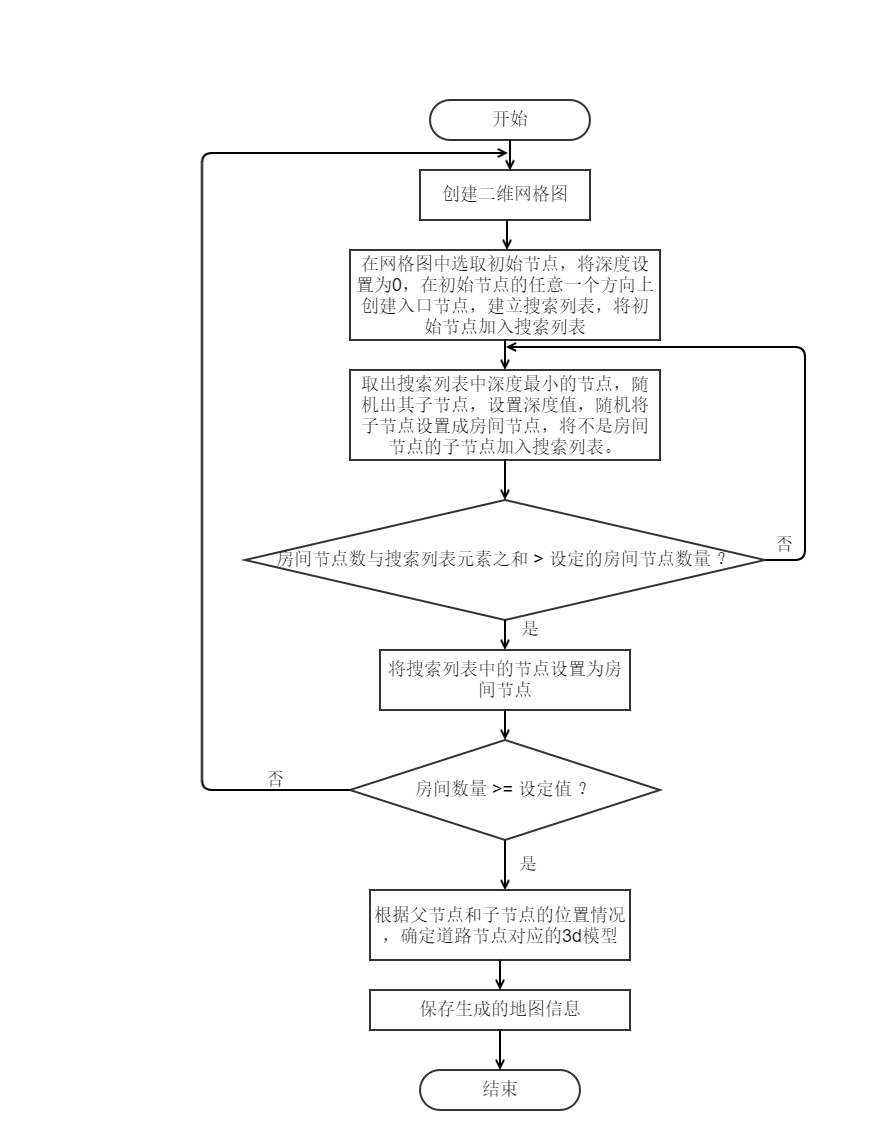 开始
创建二维网格图
在网格图中选取初始节点，将深度设
置为0，在初始节点的任意一个方向上
创建入口节点，建立搜索列表，将初
始节点加入搜索列表
取出搜索列表中深度最小的节点，随
机出其子节点，设置深度值，随机将
子节点设置成房间节点，将不是房间
节点的子节点加入搜索列表。
否
房间节点数与搜索列表元素之和 > 设定的房间节点数量？
是
将搜索列表中的节点设置为房
间节点
否
房间数量 >= 设定值？
是
根据父节点和子节点的位置情况
，确定道路节点对应的3d模型
保存生成的地图信息
结束